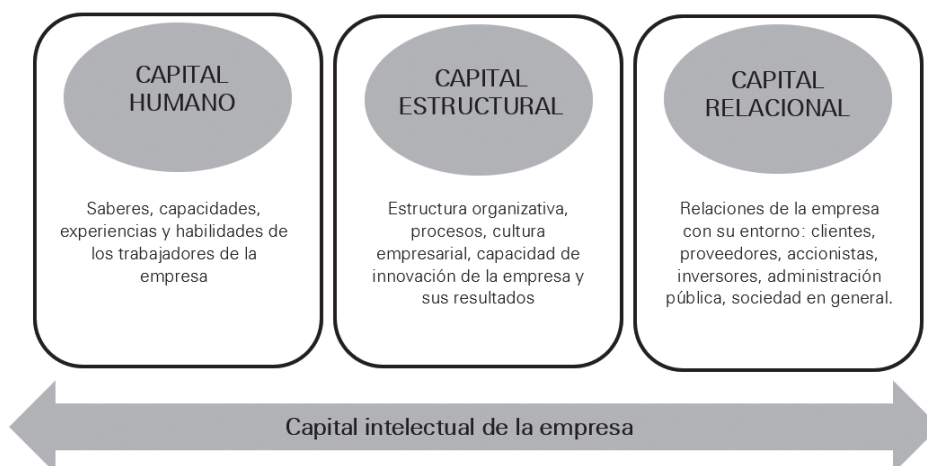 CAPITAL
HUMANO
Saberes, capacidades,
experiencias y habilidades de
los trabajadores de la
empresa
CAPITAL
ESTRUCTURAL
Estructura organizativa,
procesos, cultura
empresarial, capacidad de
innovación de la empresa y
sus resultados
CAPITAL
RELACIONAL
Relaciones de la empresa
con su entorno: clientes,
proveedores, accionistas,
inversores, administración
pública, sociedad en general.
Capital intelectual de la empresa